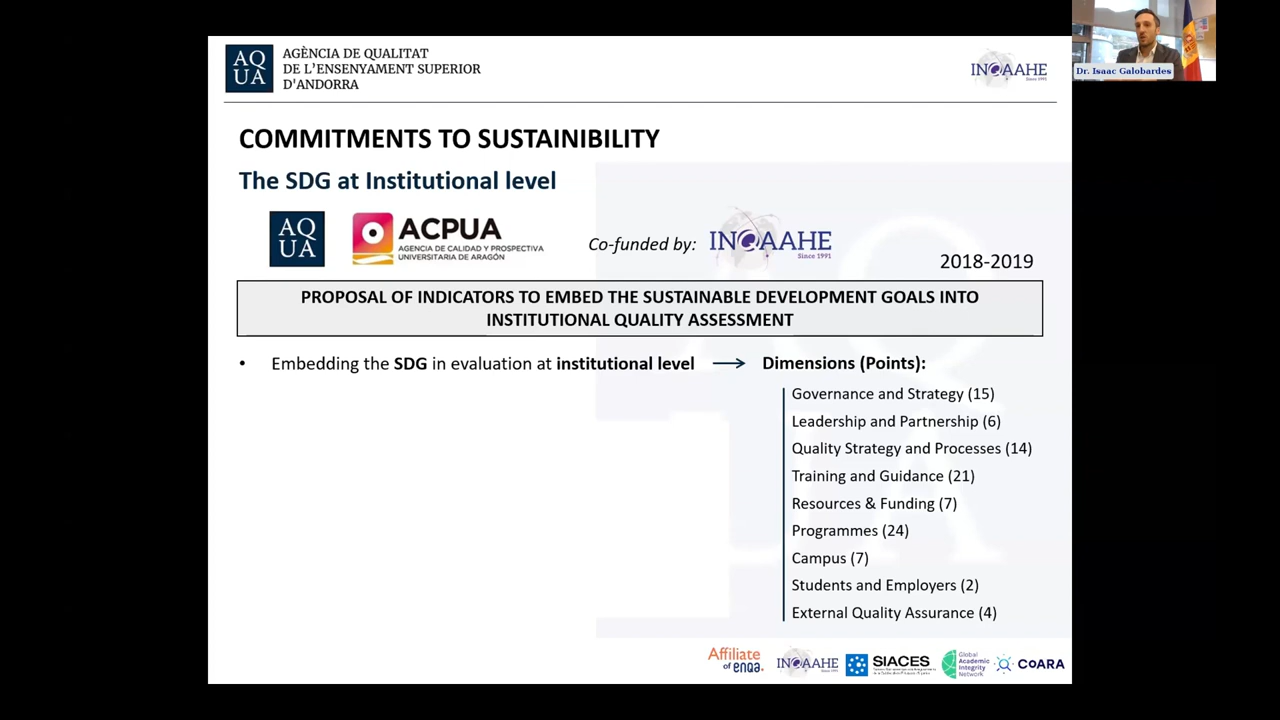 AQ
UA
AGÈNCIA DE QUALITAT
DE L'ENSENYAMENT SUPERIOR
D'ANDORRA
INQAAHE
Since 1991
Dr. Isaac Galobardes
COMMITMENTS TO SUSTAINIBILITY
The SDG at Institutional level
AQ
UA
ACPUA
AGENCIA DE CALIDAD Y PROSPECTIVA
UNIVERSITARIA DE ARAGÓN
Co-funded by:
INQAAHE
Since 1991
2018-2019
PROPOSAL OF INDICATORS TO EMBED THE SUSTAINABLE DEVELOPMENT GOALS INTO
INSTITUTIONAL QUALITY ASSESSMENT
• Embedding the SDG in evaluation at institutional level → Dimensions (Points):
Governance and Strategy (15)
Leadership and Partnership (6)
Quality Strategy and Processes (14)
Training and Guidance (21)
Resources & Funding (7)
Programmes (24)
Campus (7)
Students and Employers (2)
External Quality Assurance (4)
Affiliate
of enqa.
INQAAHE
Since 1991
SIACES
Global
Academic
Integrity
Network
CoARA